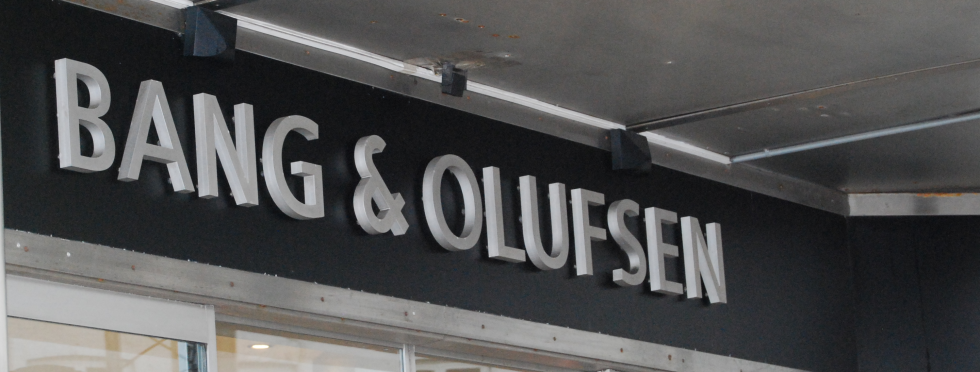 BANG & OLUFSEN